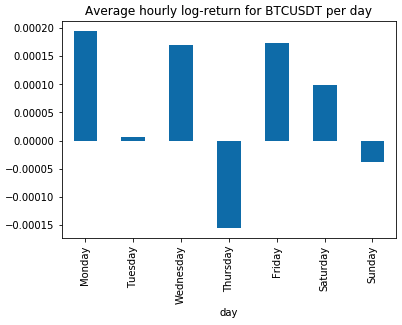 Average hourly log-return for BTCUSDT per day
0.00020
0.00015
0.00010
0.00005
0.00000
−0.00005
−0.00010
−0.00015
Monday
Tuesday
Wednesday
Thursday
Friday
Saturday
Sunday
day